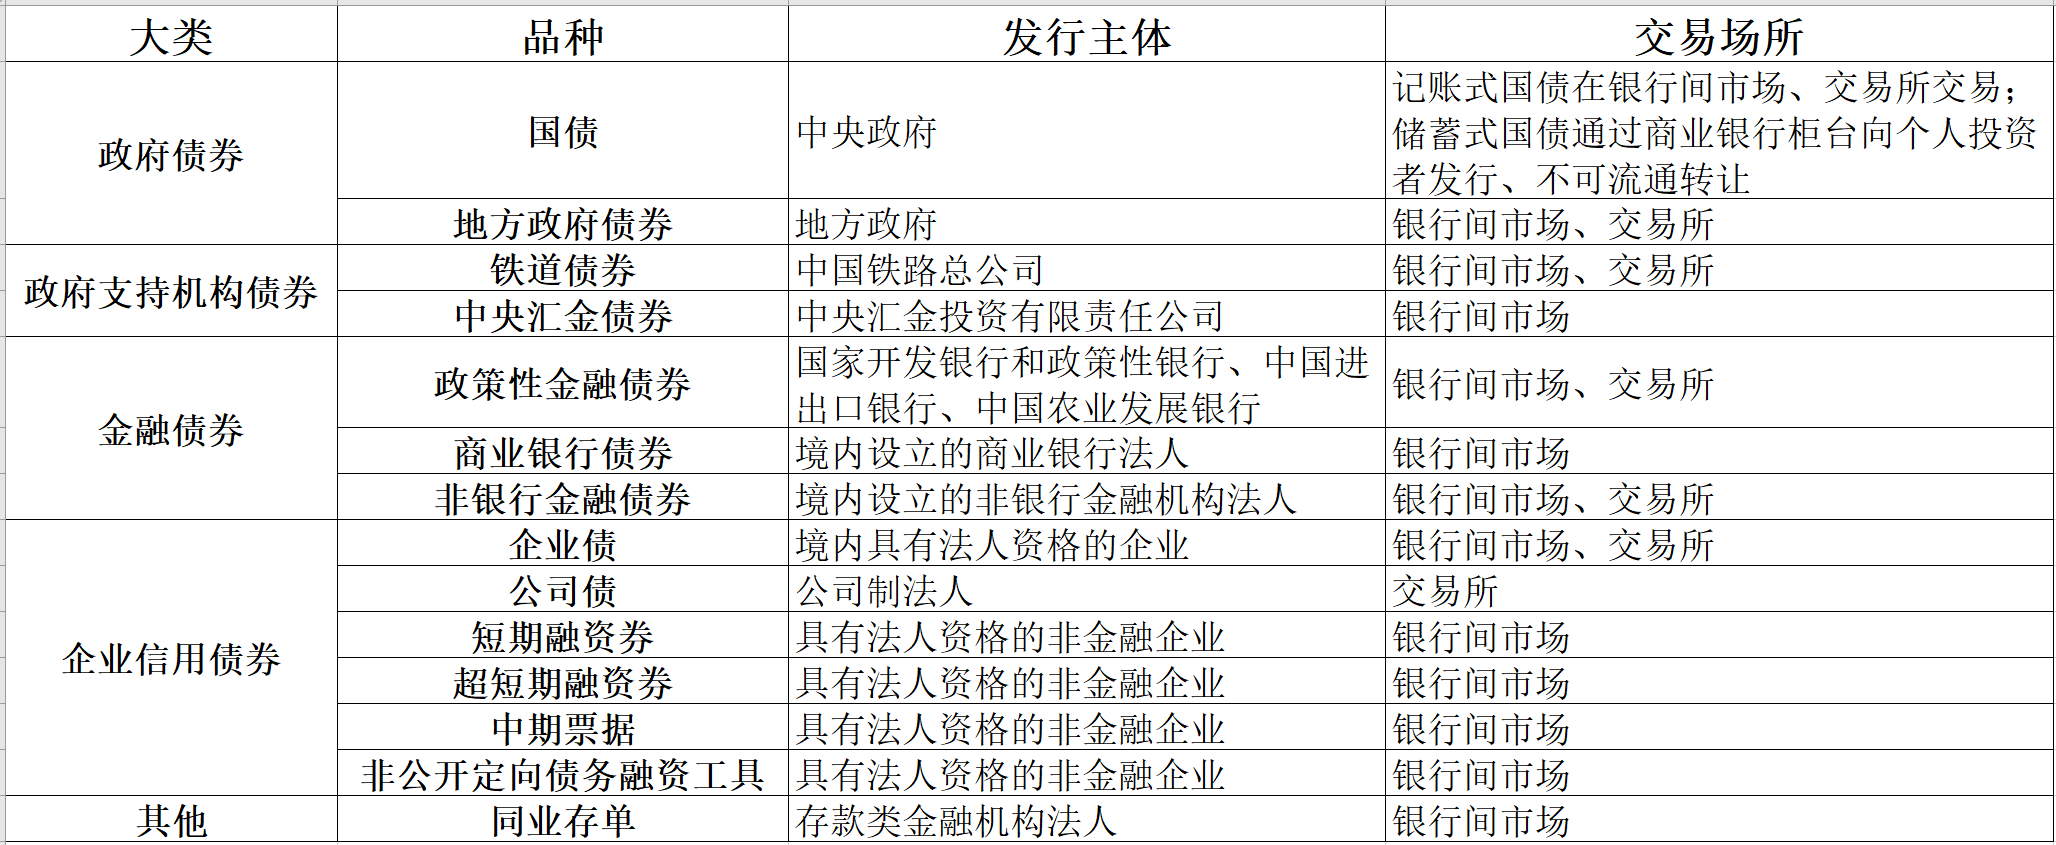 大类 品种 发行主体 交易场所
政府债券 国债 中央政府 记账式国债在银行间市场、交易所交易；
储蓄式国债通过商业银行柜台向个人投资
者发行、不可流通转让
地方政府债券 地方政府 银行间市场、交易所
政府支持机构债券 铁道债券 中国铁路总公司 银行间市场、交易所
中央汇金债券 中央汇金投资有限责任公司 银行间市场
金融债券 政策性金融债券 国家开发银行和政策性银行、中国进
出口银行、中国农业发展银行 银行间市场、交易所
商业银行债券 境内设立的商业银行法人 银行间市场
非银行金融债券 境内设立的非银行金融机构法人 银行间市场、交易所
企业信用债券 企业债 境内具有法人资格的企业 银行间市场、交易所
公司债 公司制法人 交易所
短期融资券 具有法人资格的非金融企业 银行间市场
超短期融资券 具有法人资格的非金融企业 银行间市场
中期票据 具有法人资格的非金融企业 银行间市场
非公开定向债务融资工具 具有法人资格的非金融企业 银行间市场
其他 同业存单 存款类金融机构法人 银行间市场